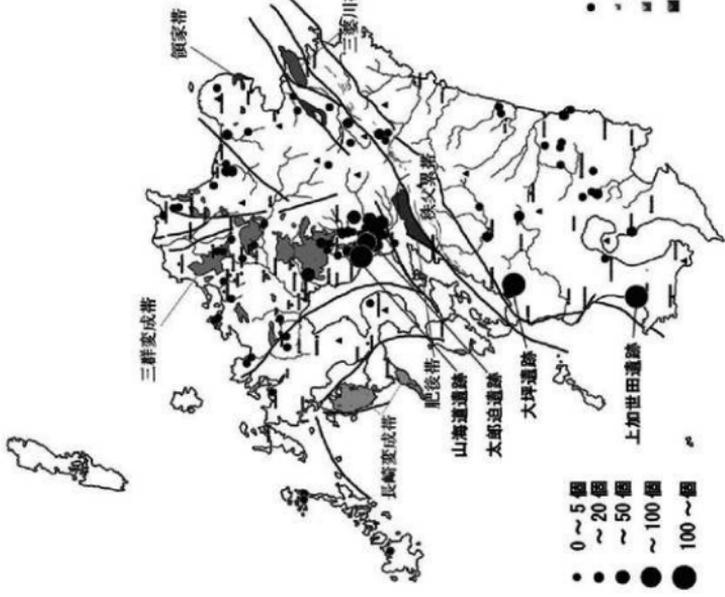 領家帯
三波川
三群変成帯
秩父累帯
長崎変成帯
肥後帯
山海道遺跡
太郎迫遺跡
大坪遺跡
上加世田遺跡
0～5個
～20個
～50個
～100個
100～個